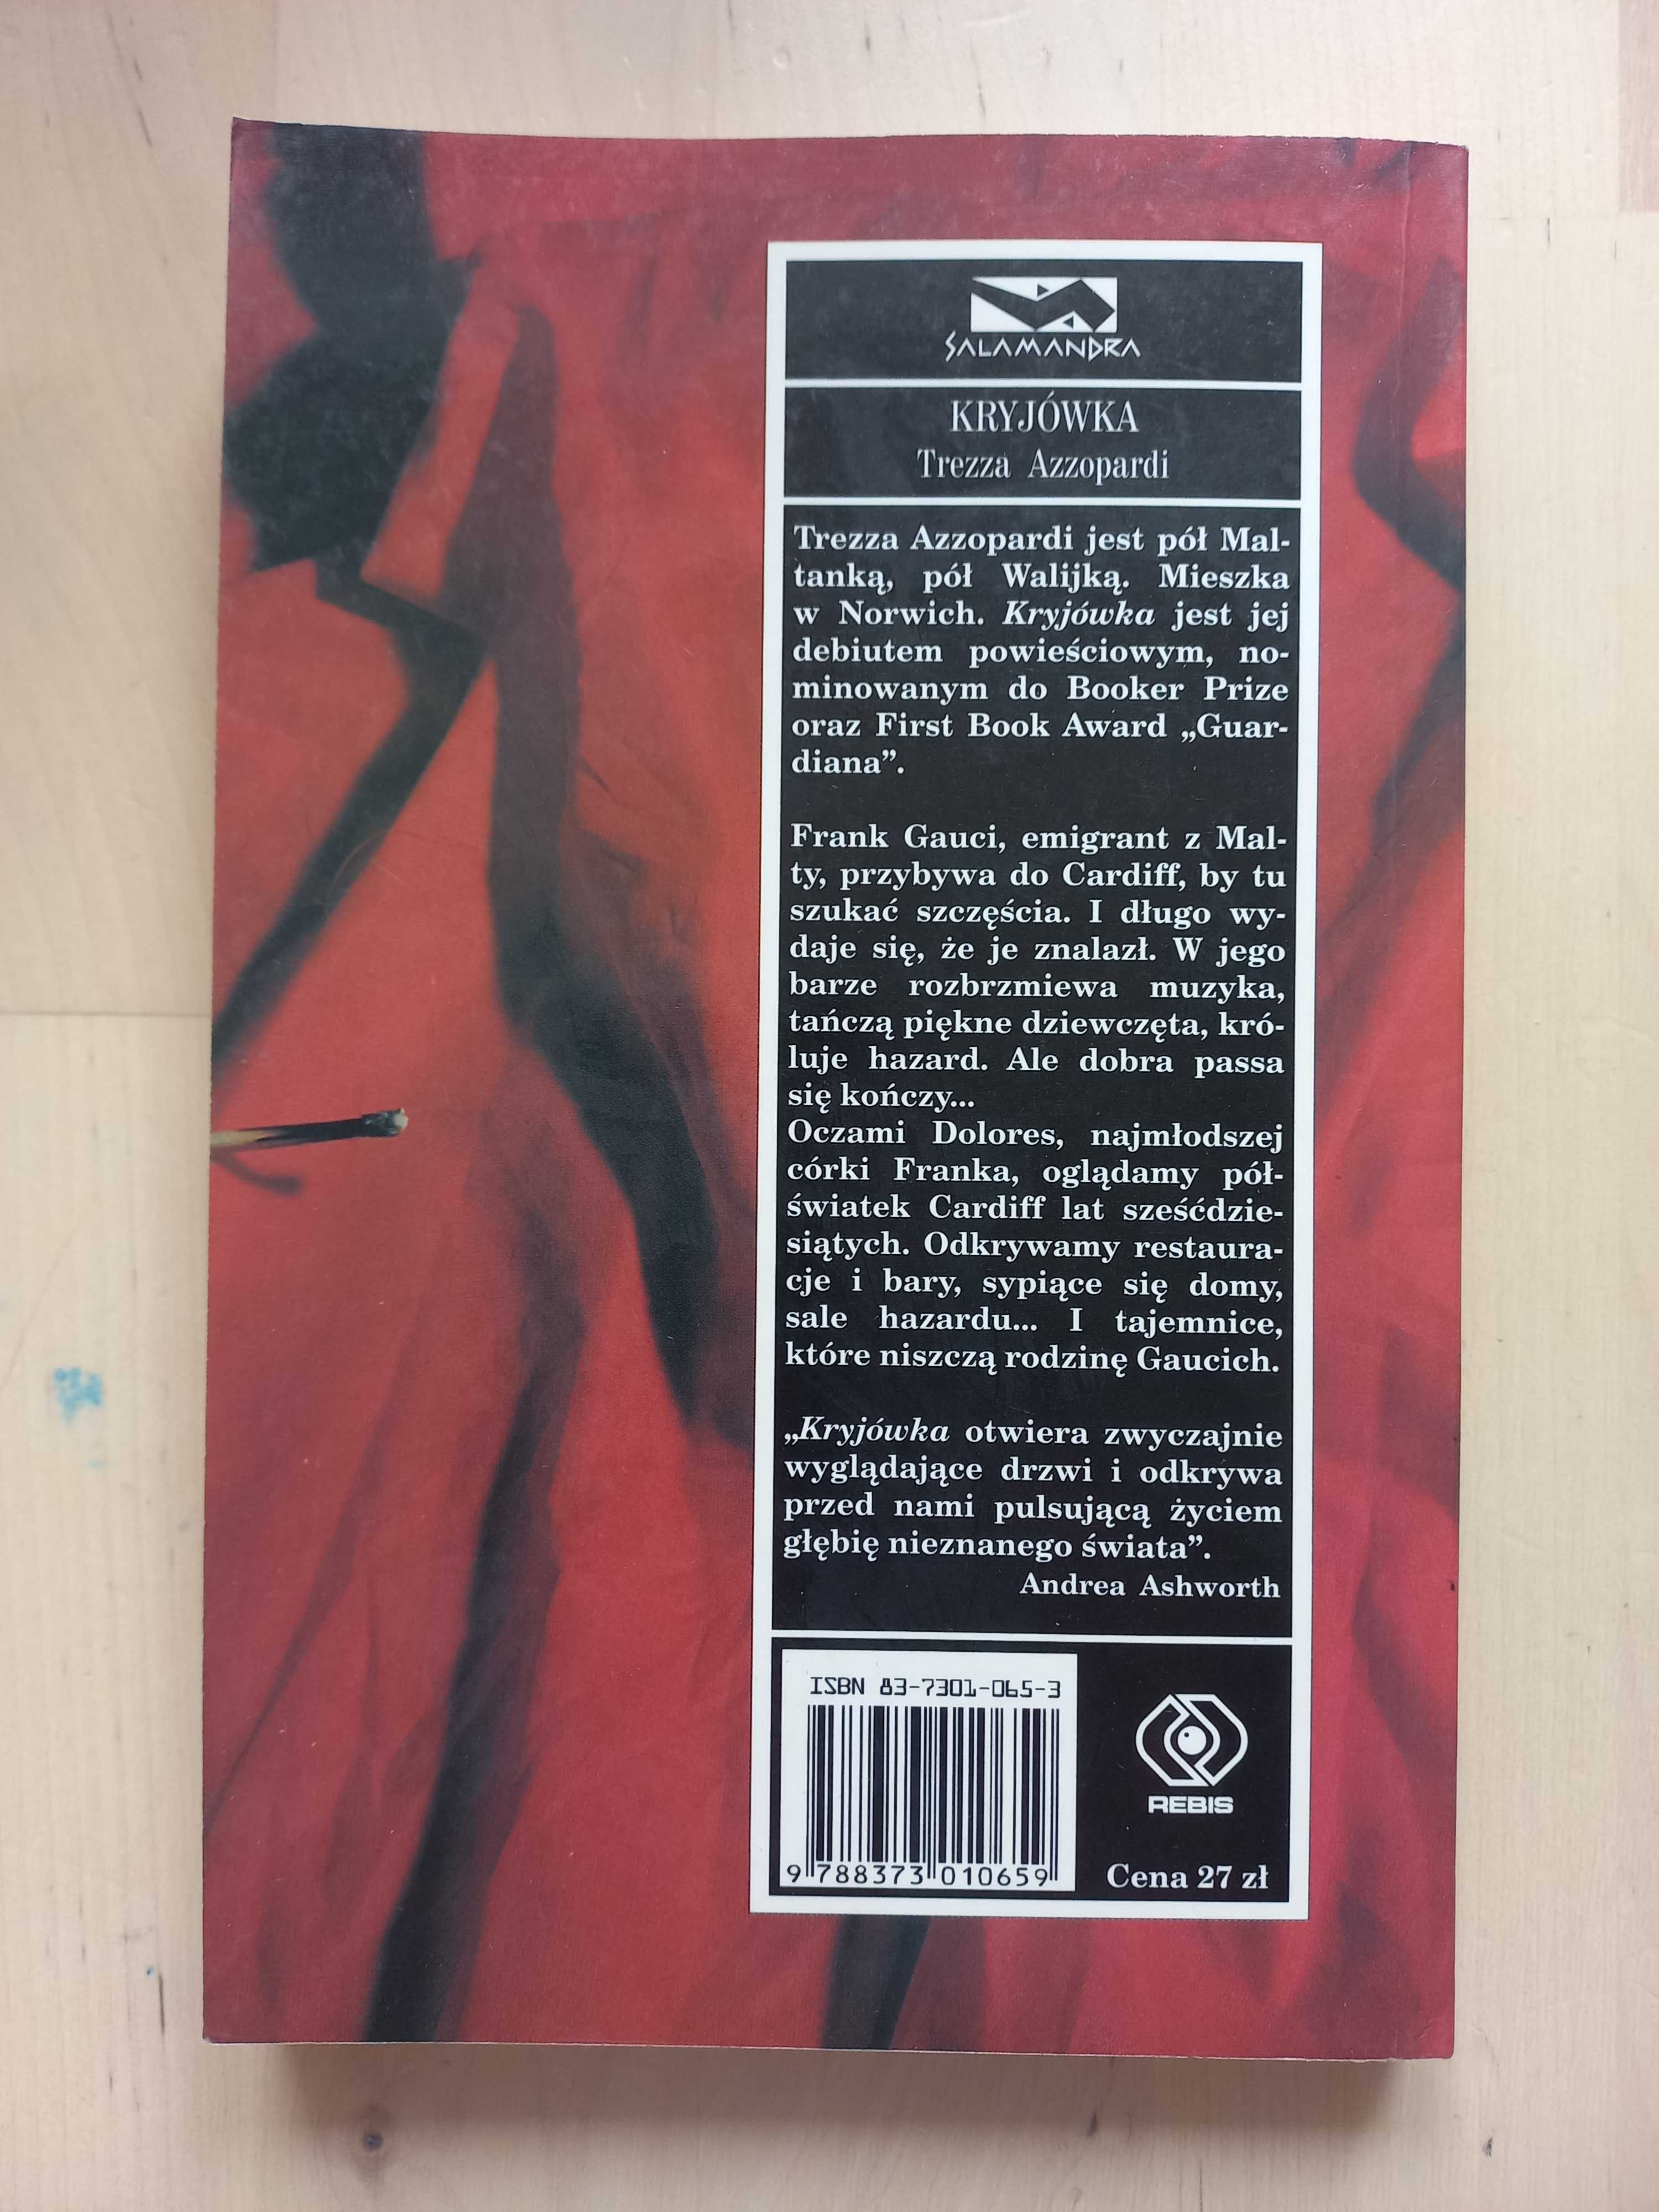 SALAMANDRA
KRYJÓWKA
Trezza Azzopardi
Trezza Azzopardi jest pół Mal-
tanką, pół Walijką. Mieszka
w Norwich. Kryjówka jest jej
debiutem powieściowym, no-
minowanym do Booker Prize
oraz First Book Award „Guar-
diana”.
Frank Gauci, emigrant z Mal-
ty, przybywa do Cardiff, by tu
szukać szczęścia. I długo wy-
daje się, że je znalazł. W jego
barze rozbrzmiewa muzyka,
tańczą piękne dziewczęta, kró-
luje hazard. Ale dobra passa
się kończy...
Oczami Dolores, najmłodszej
córki Franka, oglądamy pół-
światek Cardiff lat sześćdzie-
siątych. Odkrywamy restaura-
cje i bary, sypiące się domy,
sale hazardu... I tajemnice,
które niszczą rodzinę Gaucich.
„Kryjówka otwiera zwyczajnie
wyglądające drzwi i odkrywa
przed nami pulsującą życiem
głębię nieznanego świata”.
Andrea Ashworth
ISBN 83-7301-065-3
9 788373 010659
REBIS
Cena 27 zł